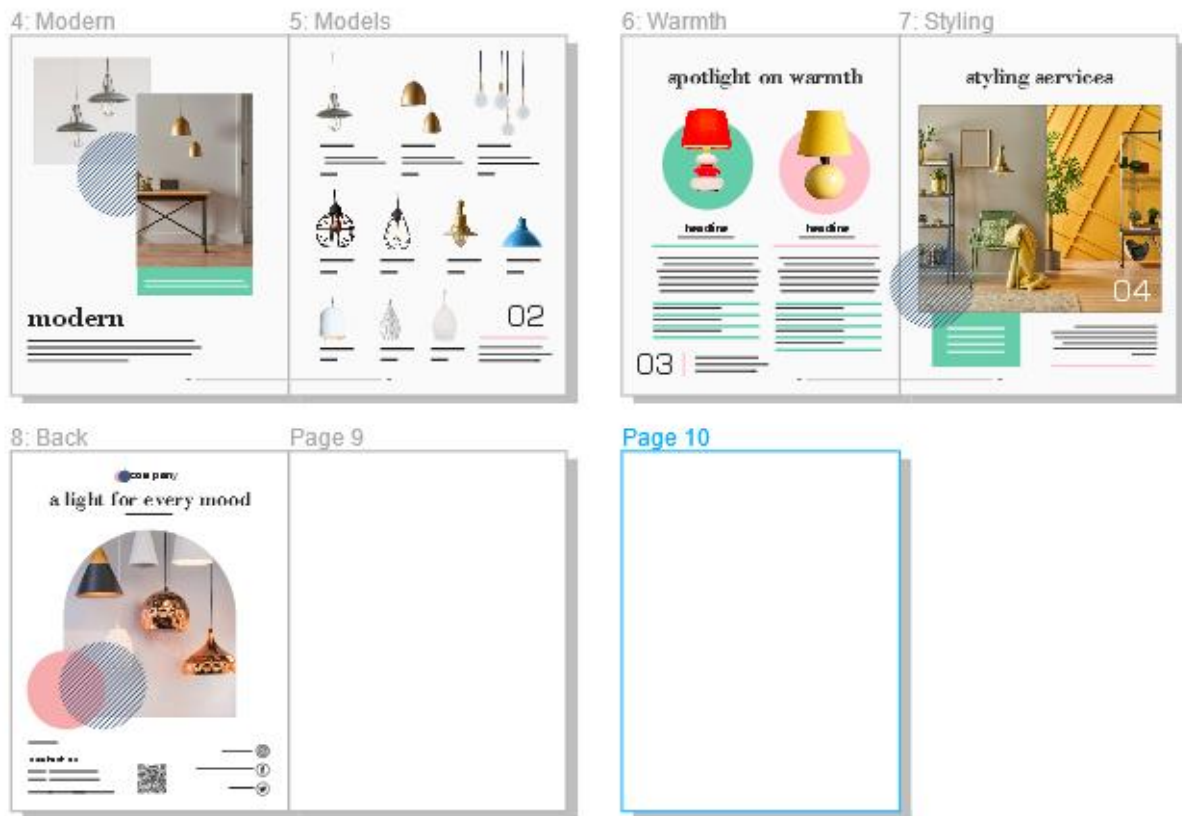 4: Modern
5: Models
modern
02
6: Warmth
7: Styling
spotlight on warmth
headline
headline
03
styling services
04
8: Back
Page 9
company
a light for every mood
contact us
Page 10